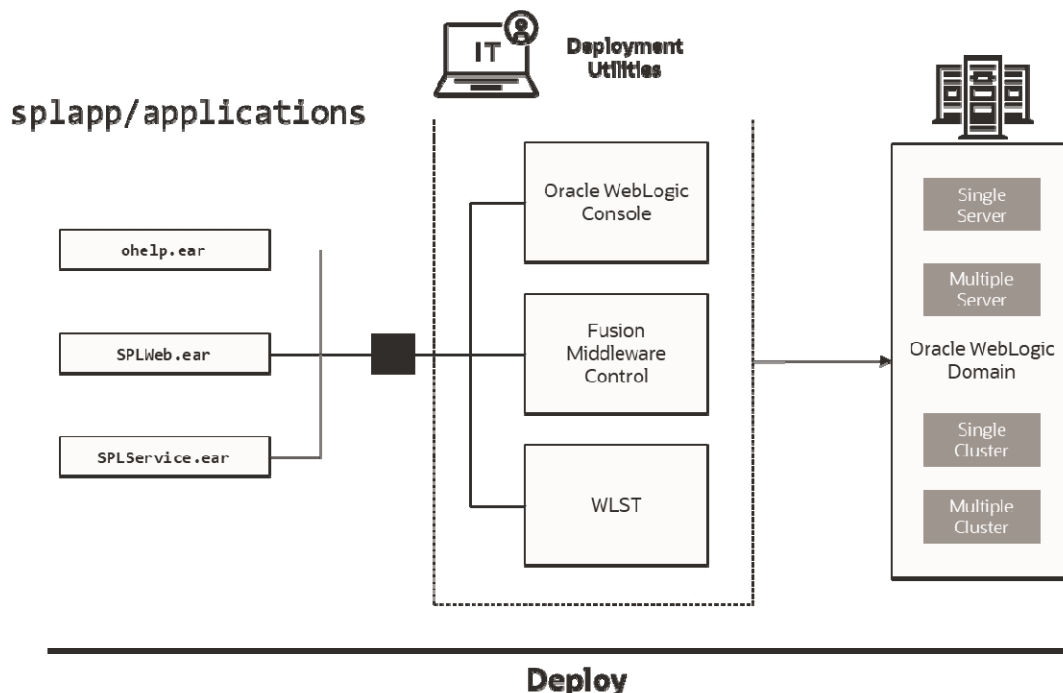 IT
Deployment
Utilities
splapp/applications
ohelp.ear
SPLWeb.ear
SPLService.ear
Oracle WebLogic
Console
Fusion
Middleware
Control
WLST
Single
Server
Multiple
Server
Oracle WebLogic
Domain
Single
Cluster
Multiple
Cluster
Deploy